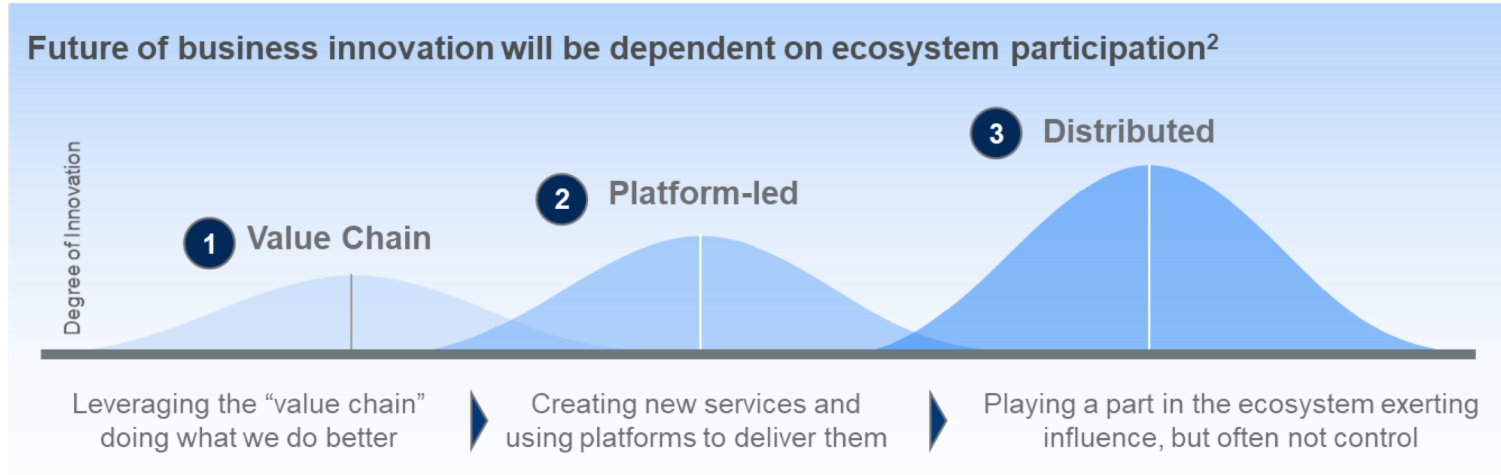 Future of business innovation will be dependent on ecosystem participation²
Degree of Innovation
1 Value Chain
2 Platform-led
3 Distributed
Leveraging the “value chain”
doing what we do better
Creating new services and
using platforms to deliver them
Playing a part in the ecosystem exerting
influence, but often not control